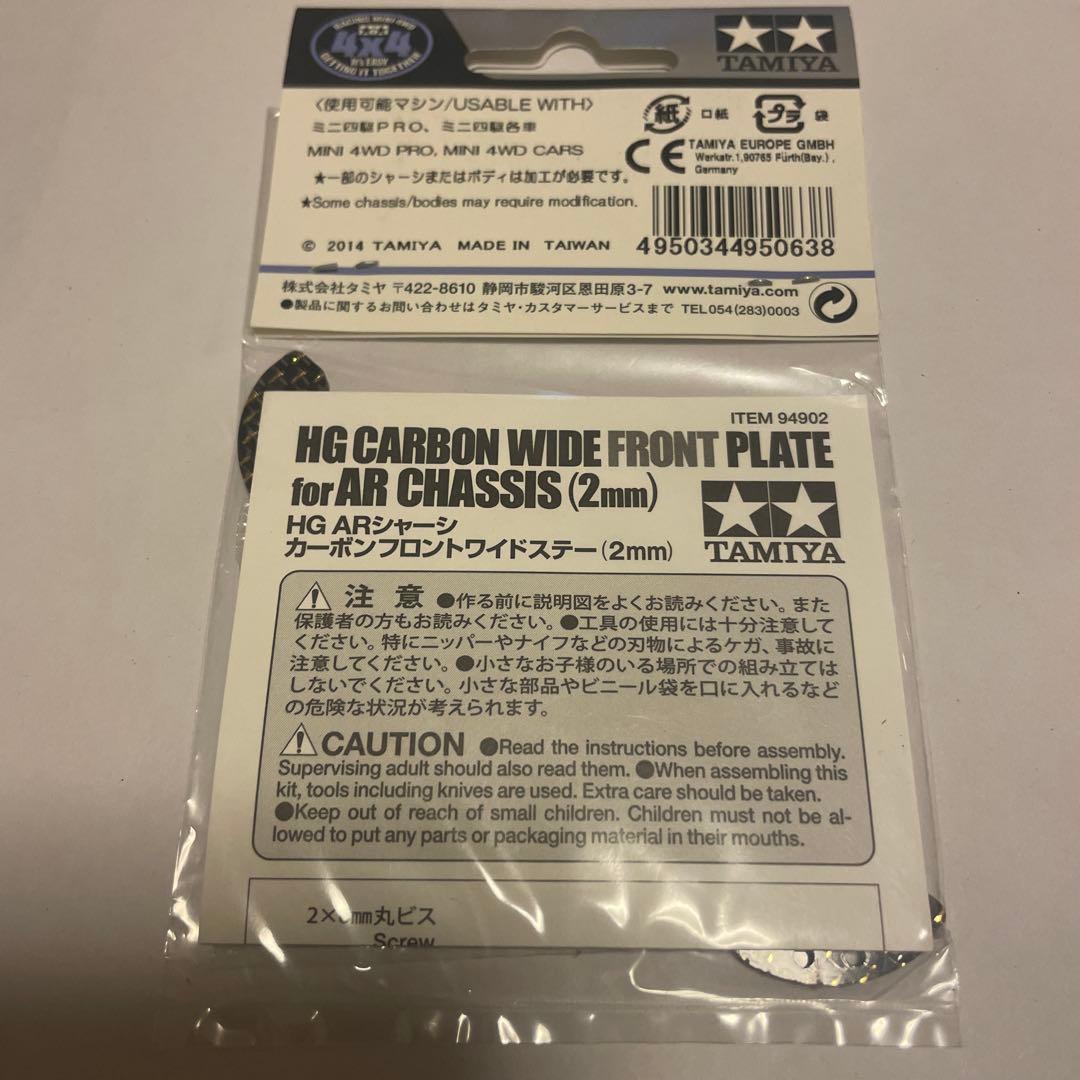 RACING MINI 4WD
4x4
It's EASY
GETTING IT TOGETHER
TAMIYA
〈使用可能マシン/USABLE WITH〉
ミニ四駆PRO、ミニ四駆各車
MINI 4WD PRO, MINI 4WD CARS
★一部のシャーシまたはボディは加工が必要です。
★Some chassis/bodies may require modification.
© 2014 TAMIYA MADE IN TAIWAN
紙 口紙 プラ 袋
CE TAMIYA EUROPE GMBH
Werkstr.1,90765 Fürth(Bay.),
Germany
4950344950638
株式会社タミヤ 〒422-8610 静岡市駿河区恩田原3-7 www.tamiya.com
●製品に関するお問い合わせはタミヤ・カスタマーサービスまで TEL054(283)0003
ITEM 94902
HG CARBON WIDE FRONT PLATE
for AR CHASSIS (2mm)
HG ARシャーシ
カーボンフロントワイドステー(2mm)
TAMIYA
注意 ●作る前に説明図をよくお読みください。また
保護者の方もお読みください。●工具の使用には十分注意して
ください。特にニッパーやナイフなどの刃物によるケガ、事故に
注意してください。●小さなお子様のいる場所での組み立ては
しないでください。小さな部品やビニール袋を口に入れるなど
の危険な状況が考えられます。
CAUTION ●Read the instructions before assembly.
Supervising adult should also read them. ●When assembling this
kit, tools including knives are used. Extra care should be taken.
●Keep out of reach of small children. Children must not be al-
lowed to put any parts or packaging material in their mouths.
丸ビス
Screw